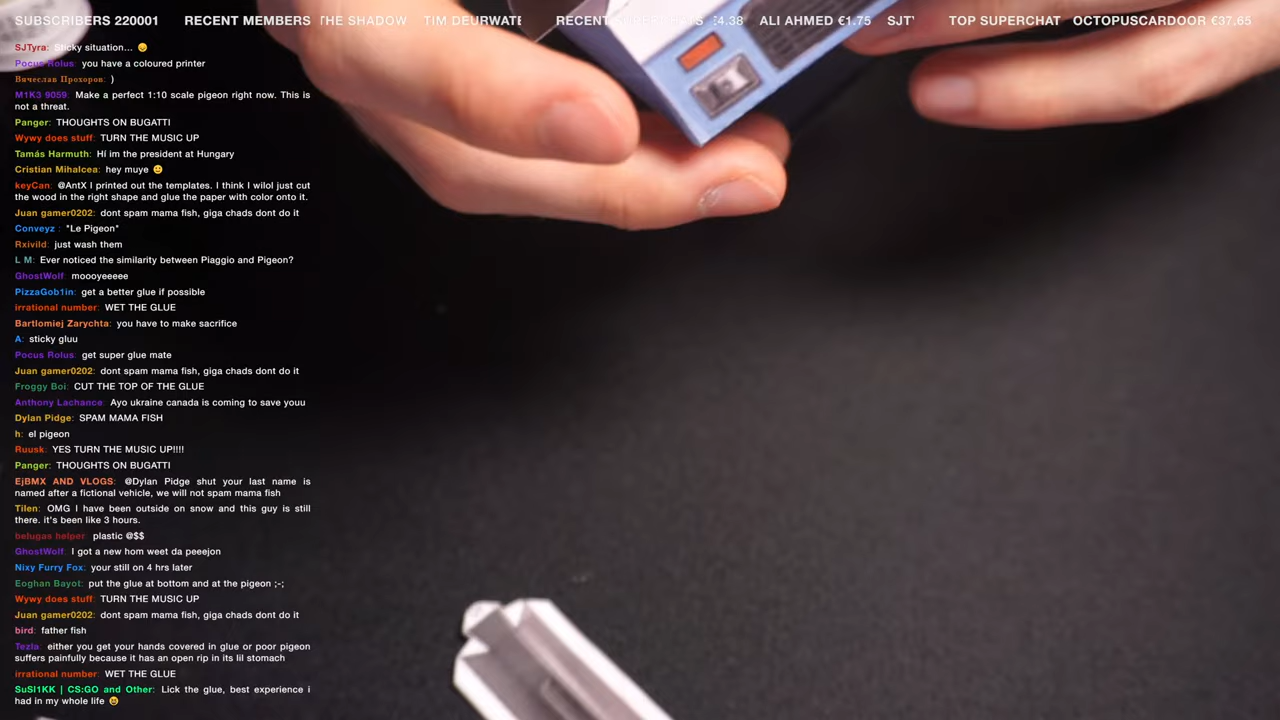 SUBSCRIBERS 220001 RECENT MEMBERS THE SHADOW TIM DEURWATE RECENT SUPERCHATS £4.38 ALI AHMED €1.75 SJT TOP SUPERCHAT OCTOPUSCARDOOR €37.65
SJTyra: Sticky situation... 😞
Pocus Rolus: you have a coloured printer
Вячеслав Прохоров: )
M1K3 9059: Make a perfect 1:10 scale pigeon right now. This is
not a threat.
Panger: THOUGHTS ON BUGATTI
Wywy does stuff: TURN THE MUSIC UP
Tamás Harmuth: Hí im the president at Hungary
Cristian Mihalcea: hey muye 🙂
keyCan: @AntX I printed out the templates. I think I wilol just cut
the wood in the right shape and glue the paper with color onto it.
Juan gamer0202: dont spam mama fish, giga chads dont do it
Conveyz : *Le Pigeon*
Rxivild: just wash them
L M: Ever noticed the similarity between Piaggio and Pigeon?
GhostWolf: moooyeeeee
PizzaGob1in: get a better glue if possible
irrational number: WET THE GLUE
Bartlomiej Zarychta: you have to make sacrifice
A: sticky gluu
Pocus Rolus: get super glue mate
Juan gamer0202: dont spam mama fish, giga chads dont do it
Froggy Boi: CUT THE TOP OF THE GLUE
Anthony Lachance: Ayo ukraine canada is coming to save youu
Dylan Pidge: SPAM MAMA FISH
h: el pigeon
Ruusk: YES TURN THE MUSIC UP!!!!
Panger: THOUGHTS ON BUGATTI
EjBMX AND VLOGS: @Dylan Pidge shut your last name is
named after a fictional vehicle, we will not spam mama fish
Tilen: OMG I have been outside on snow and this guy is still
there. it's been like 3 hours.
belugas helper: plastic @$$
GhostWolf: I got a new hom weet da peeejon
Nixy Furry Fox: your still on 4 hrs later
Eoghan Bayot: put the glue at bottom and at the pigeon ;-;
Wywy does stuff: TURN THE MUSIC UP
Juan gamer0202: dont spam mama fish, giga chads dont do it
bird: father fish
Tezla: either you get your hands covered in glue or poor pigeon
suffers painfully because it has an open rip in its lil stomach
irrational number: WET THE GLUE
SuSI1KK | CS:GO and Other: Lick the glue, best experience i
had in my whole life 😆